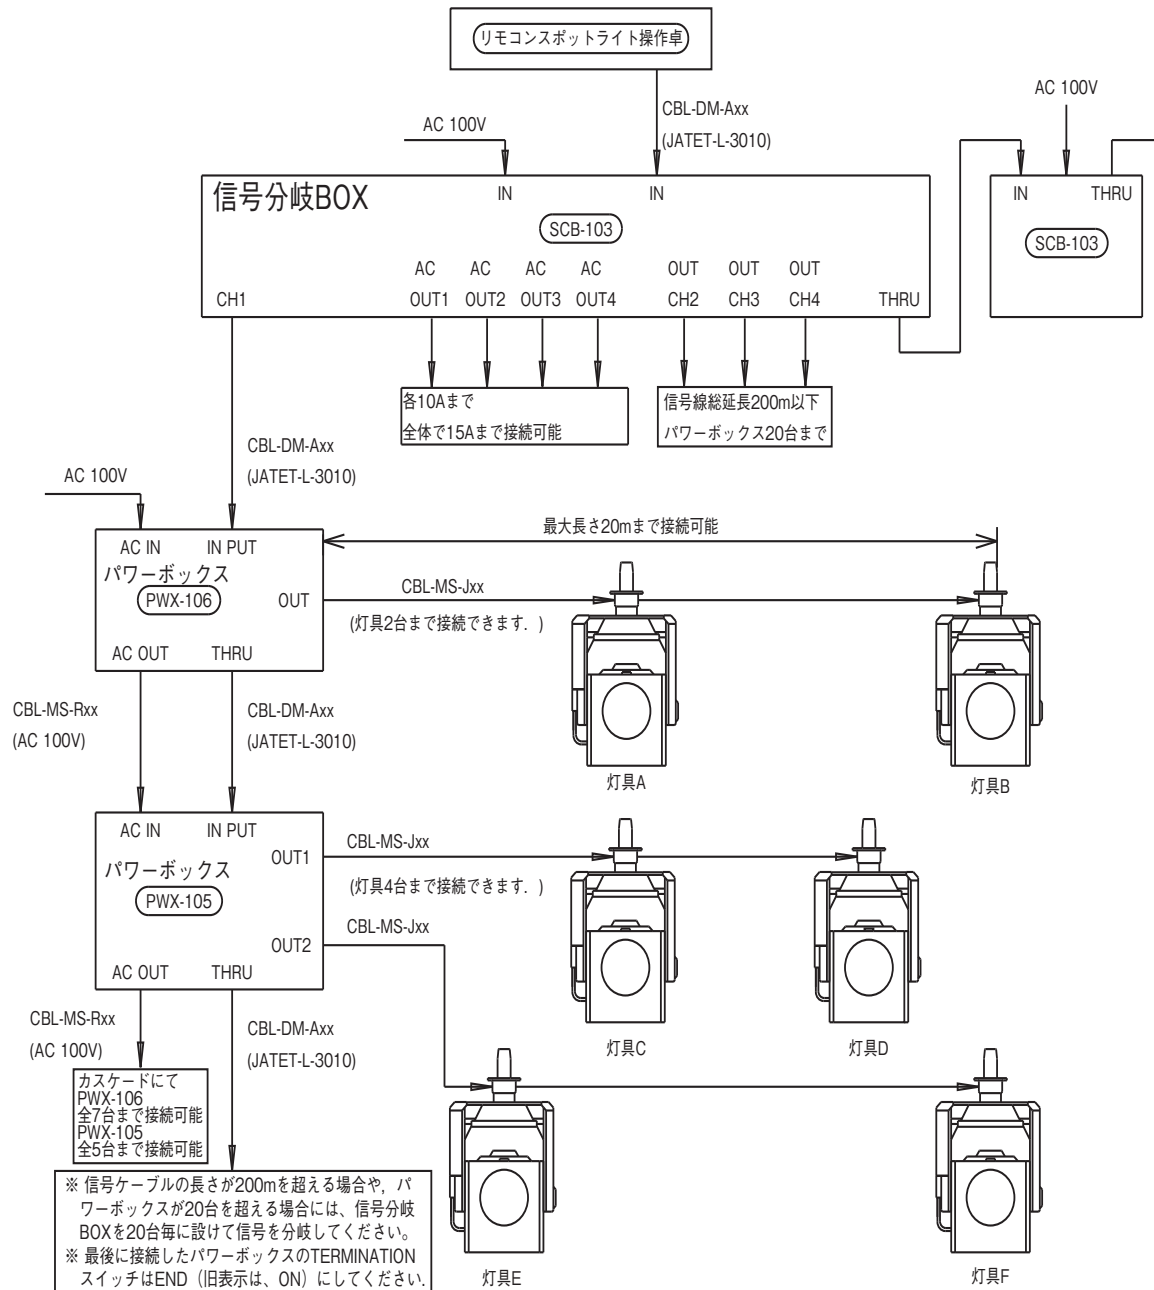 リモコンスポットライト操作卓
AC 100V
CBL-DM-Axx
(JATET-L-3010)
AC 100V
信号分岐BOX
IN
IN
SCB-103
AC
AC
AC
AC
OUT
OUT
OUT
CH1
OUT1
OUT2
OUT3
OUT4
CH2
CH3
CH4
THRU
IN
THRU
SCB-103
各10Aまで
全体で15Aまで接続可能
信号線総延長200m以下
パワーボックス20台まで
CBL-DM-Axx
(JATET-L-3010)
AC 100V
AC IN
IN PUT
パワーボックス
PWX-106
OUT
AC OUT
THRU
最大長さ20mまで接続可能
CBL-MS-Jxx
(灯具2台まで接続できます. )
灯具A
灯具B
CBL-MS-Rxx
(AC 100V)
CBL-DM-Axx
(JATET-L-3010)
AC IN
IN PUT
パワーボックス
PWX-105
OUT1
OUT2
AC OUT
THRU
CBL-MS-Jxx
(灯具4台まで接続できます. )
CBL-MS-Jxx
灯具C
灯具D
CBL-MS-Rxx
(AC 100V)
CBL-DM-Axx
(JATET-L-3010)
カスケードにて
PWX-106
全7台まで接続可能
PWX-105
全5台まで接続可能
※ 信号ケーブルの長さが200mを超える場合や, パ
ワーボックスが20台を超える場合には、信号分岐
BOXを20台毎に設けて信号を分岐してください。
※ 最後に接続したパワーボックスのTERMINATION
スイッチはEND（旧表示は、ON）にしてください.
灯具E
灯具F